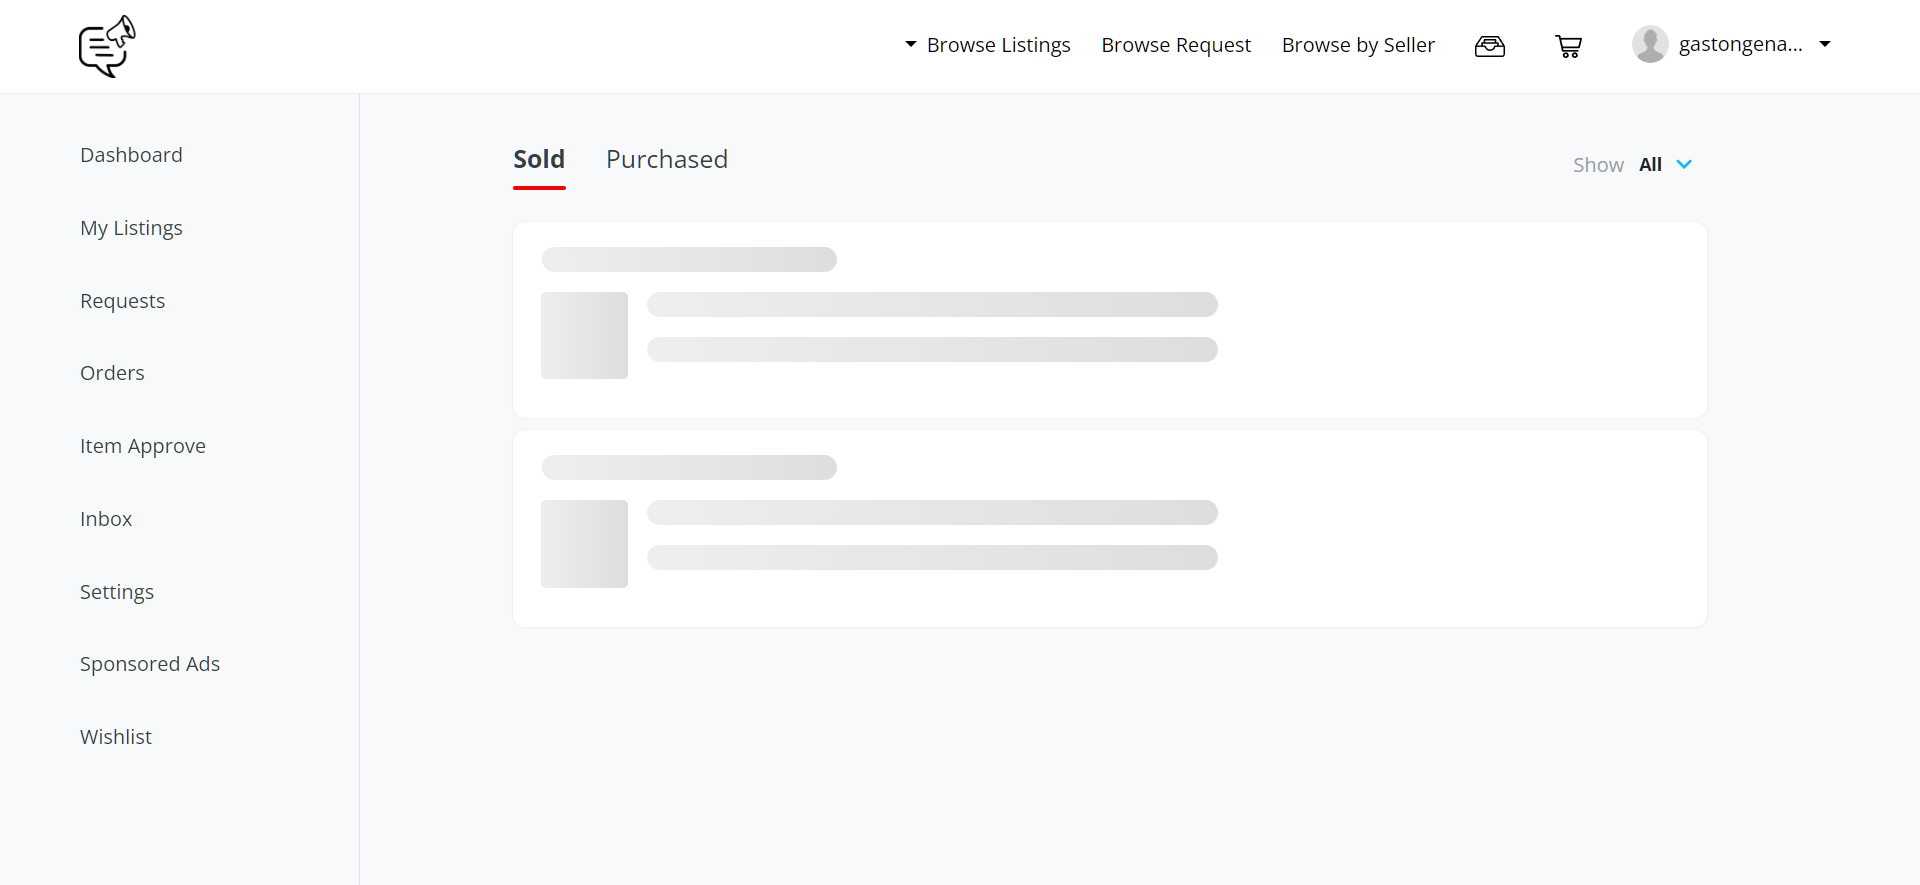 Browse Listings
Browse Request
Browse by Seller
gastongena...
Dashboard
My Listings
Requests
Orders
Item Approve
Inbox
Settings
Sponsored Ads
Wishlist
Sold
Purchased
Show All